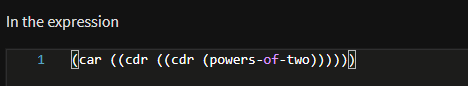 In the expression
1 (car ((cdr ((cdr (powers-of-two))))))